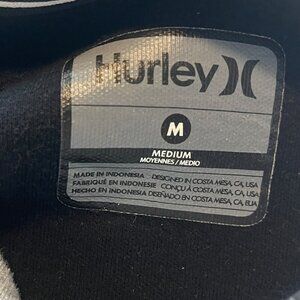 Hurley
M
MEDIUM
MOYENNES / MEDIO
MADE IN INDONESIA DESIGNED IN COSTA MESA, CA, USA
FABRIQUÉ EN INDONESIE CONÇU À COSTA MESA, CA, USA
HECHO EN INDONESIA DISEÑADO EN COSTA MESA, CA, EUA